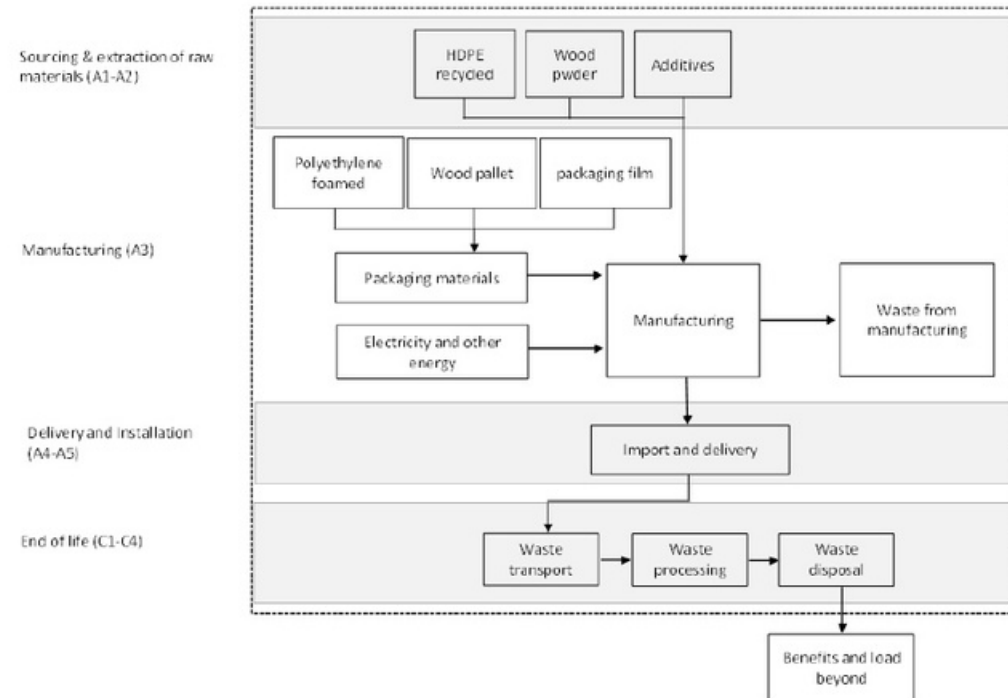 Sourcing & extraction of raw
materials (A1-A2)
HDPE
recycled
Wood
pwder
Additives
Polyethylene
foamed
Wood pallet
packaging film
Manufacturing (A3)
Packaging materials
Electricity and other
energy
Manufacturing
Waste from
manufacturing
Delivery and Installation
(A4-A5)
Import and delivery
End of life (C1-C4)
Waste
transport
Waste
processing
Waste
disposal
Benefits and load
beyond